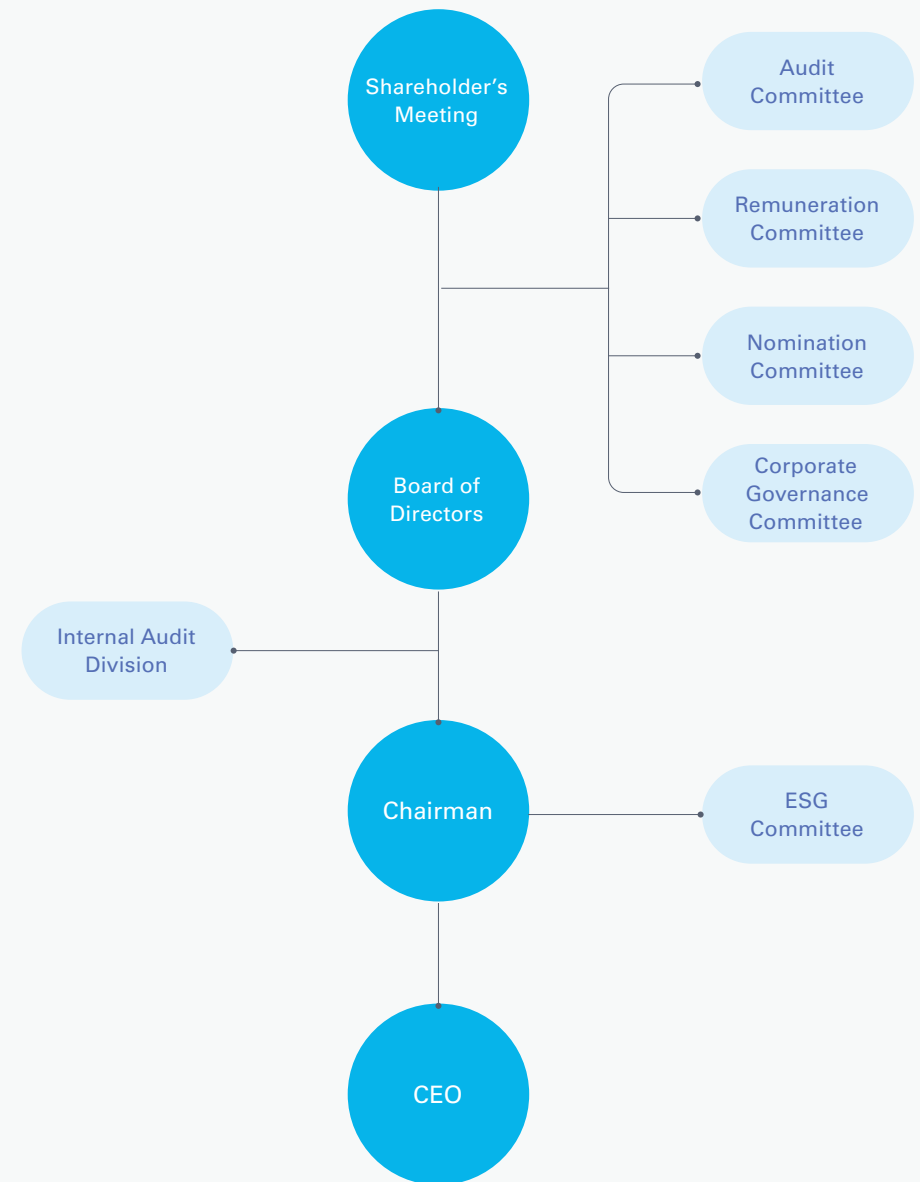 Shareholder's
Meeting
Audit
Committee
Remuneration
Committee
Nomination
Committee
Corporate
Governance
Committee
Board of
Directors
Internal Audit
Division
Chairman
ESG
Committee
CEO